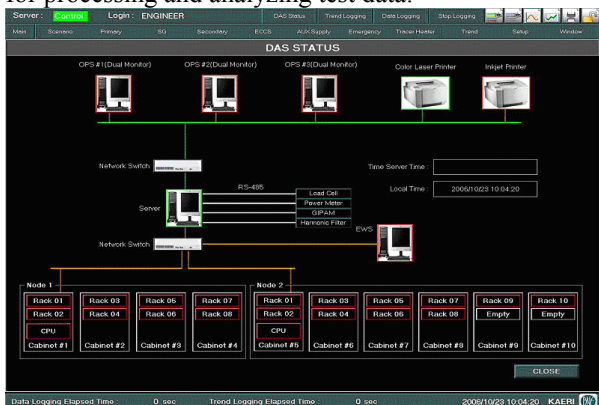 for processing and analyzing test data.
Server : Control Login : ENGINEER DAS Status Trend Logging Data Logging Stop Logging
Main Scenario Primary SG Secondary ECCS AUX Supply Emergency Tracer Heater Trend Setup Window
DAS STATUS
OPS #1(Dual Monitor) OPS #2(Dual Monitor) OPS #3(Dual Monitor) Color Laser Printer Inkjet Printer
Network Switch
Time Server Time :
RS-485
Local Time : 2006/10/23 10:04:20
Load Cell
Power Meter
Server
GIPAM
Harmonic Filter
EWS
Network Switch
Node 1 Node 2
Rack 01 Rack 03 Rack 05 Rack 07 Rack 01 Rack 03 Rack 05 Rack 07 Rack 09 Rack 10
Rack 02 Rack 04 Rack 06 Rack 08 Rack 02 Rack 04 Rack 06 Rack 08 Empty Empty
CPU CPU
Cabinet #1 Cabinet #2 Cabinet #3 Cabinet #4 Cabinet #5 Cabinet #6 Cabinet #7 Cabinet #8 Cabinet #9 Cabinet #10
CLOSE
Data Logging Elapsed Time : 0 sec Trend Logging Elapsed Time : 0 sec 2006/10/23 10:04:20 KAERI